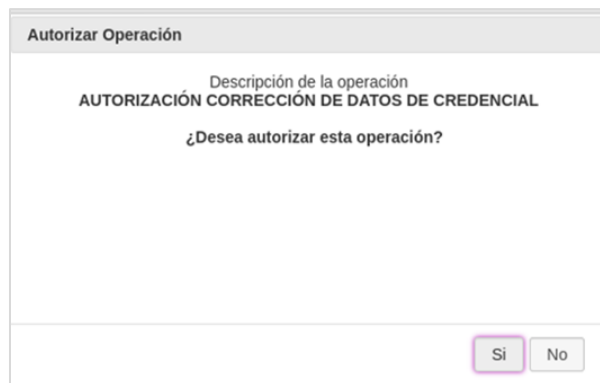 Autorizar Operación
Descripción de la operación
AUTORIZACIÓN CORRECCIÓN DE DATOS DE CREDENCIAL
¿Desea autorizar esta operación?
Si No